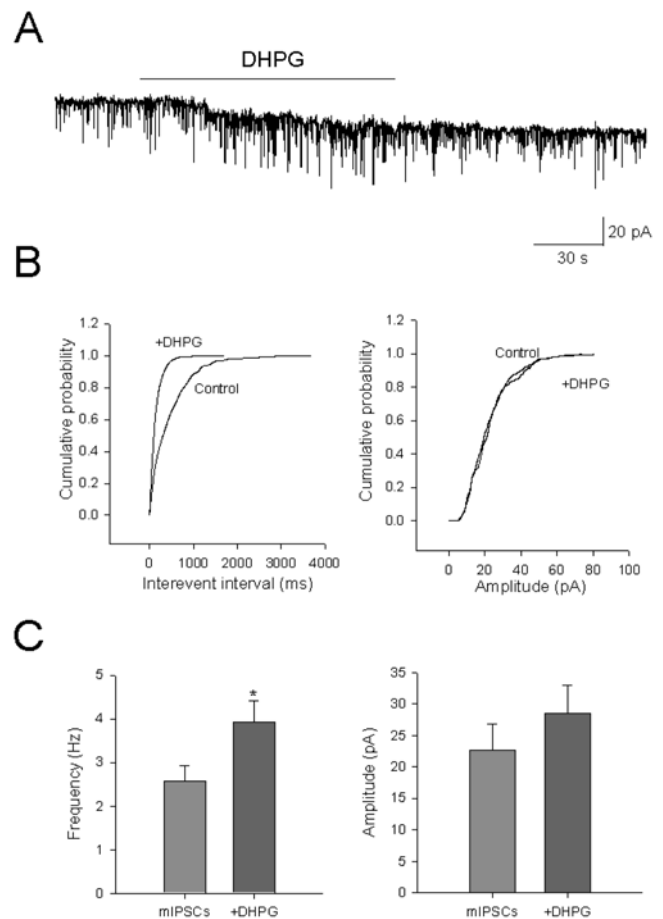 A
DHPG
20 pA
30 s
B
Cumulative probability
1.2
1.0
0.8
0.6
0.4
0.2
0.0
+DHPG
Control
0 1000 2000 3000 4000
Interevent interval (ms)
Cumulative probability
1.2
1.0
0.8
0.6
0.4
0.2
0.0
Control
+DHPG
0 20 40 60 80 100
Amplitude (pA)
C
Frequency (Hz)
5
4
3
2
1
0
*
mIPSCs +DHPG
Amplitude (pA)
35
30
25
20
15
10
5
0
mIPSCs +DHPG